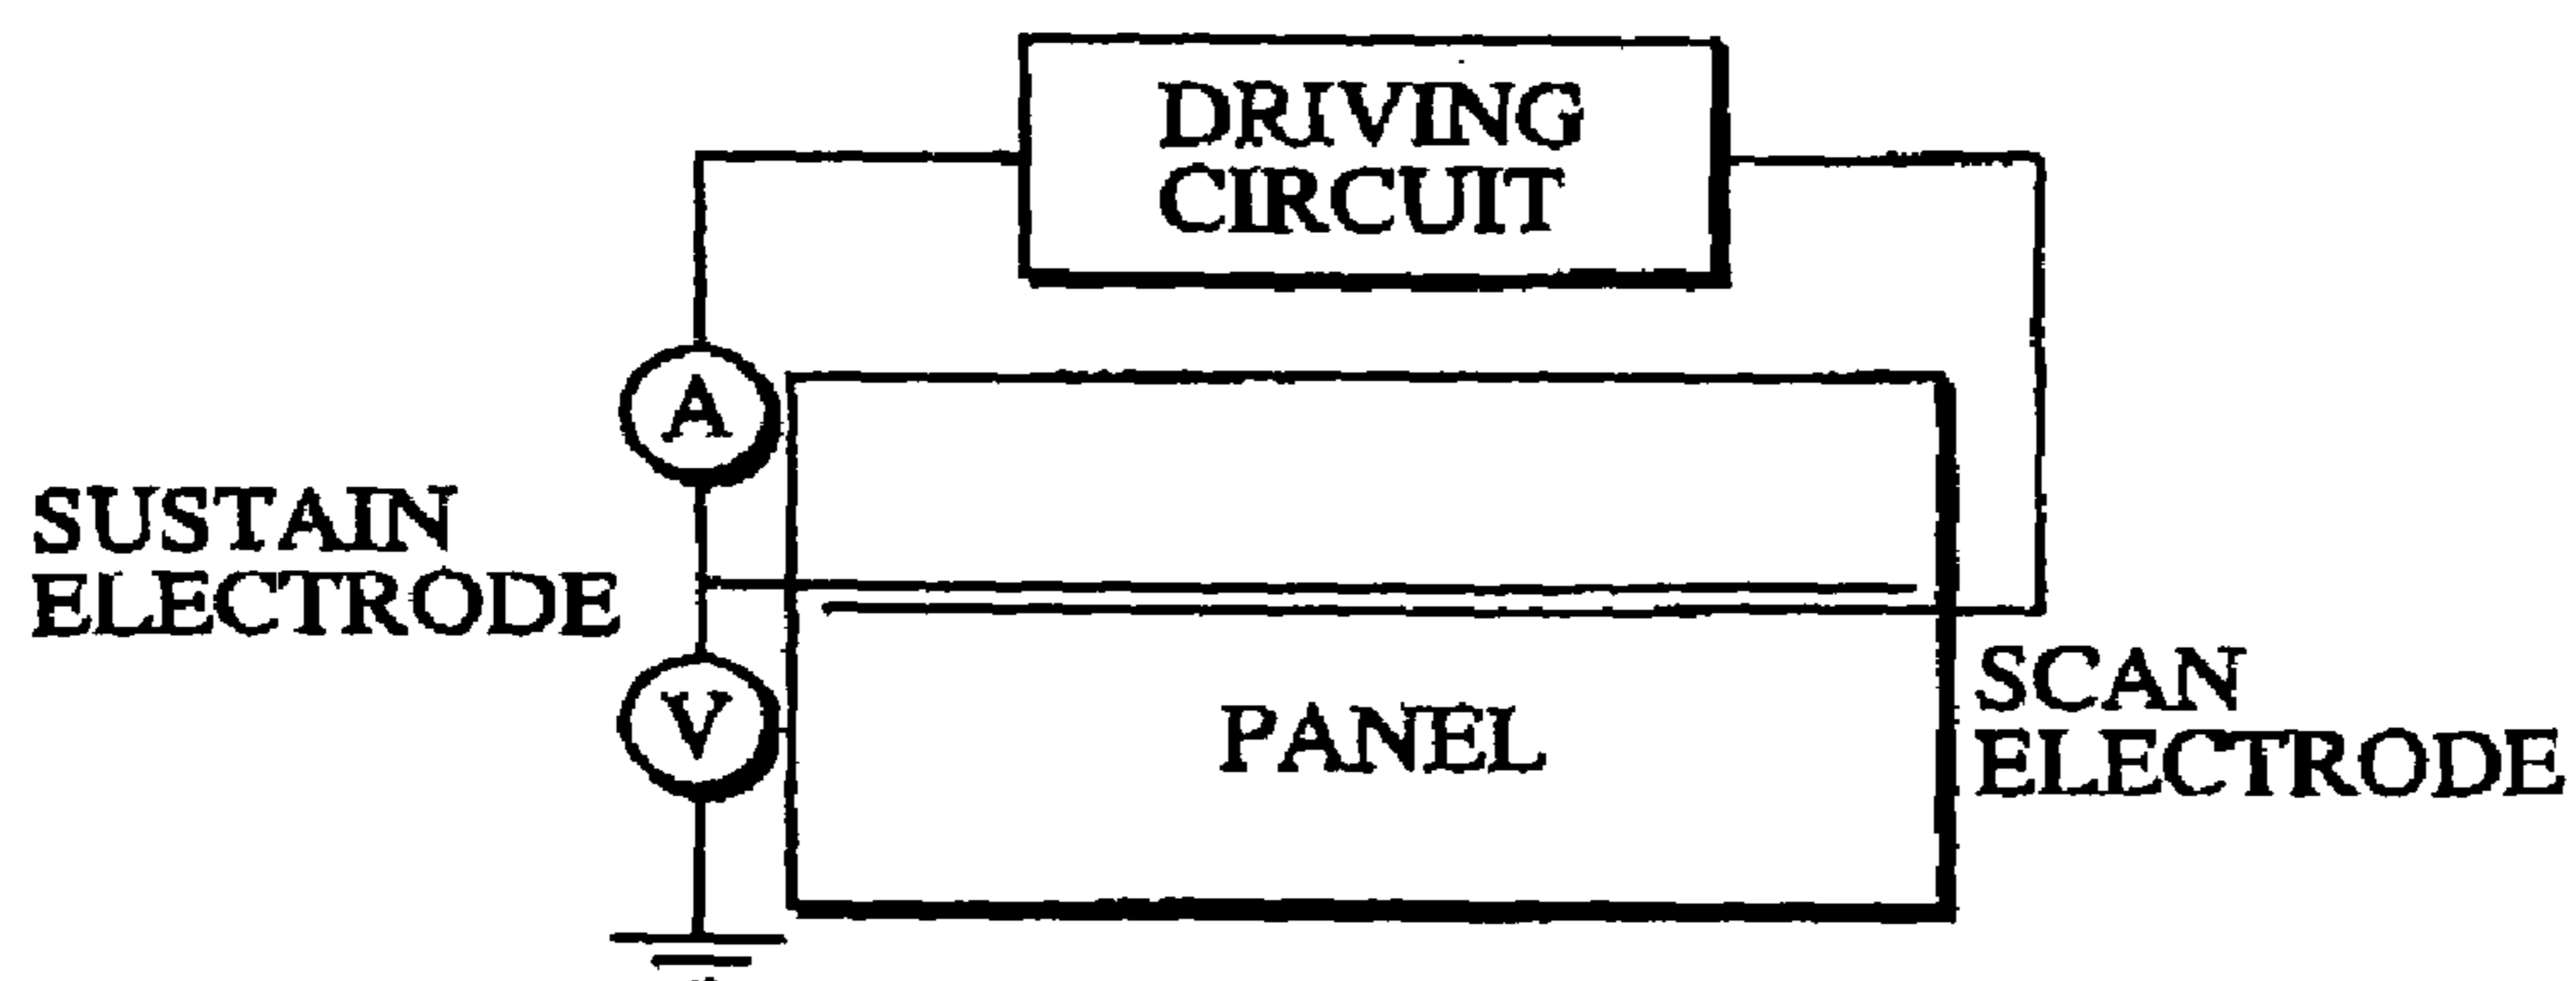 DRIVING
CIRCUIT
A
SUSTAIN
ELECTRODE
V
PANEL
SCAN
ELECTRODE